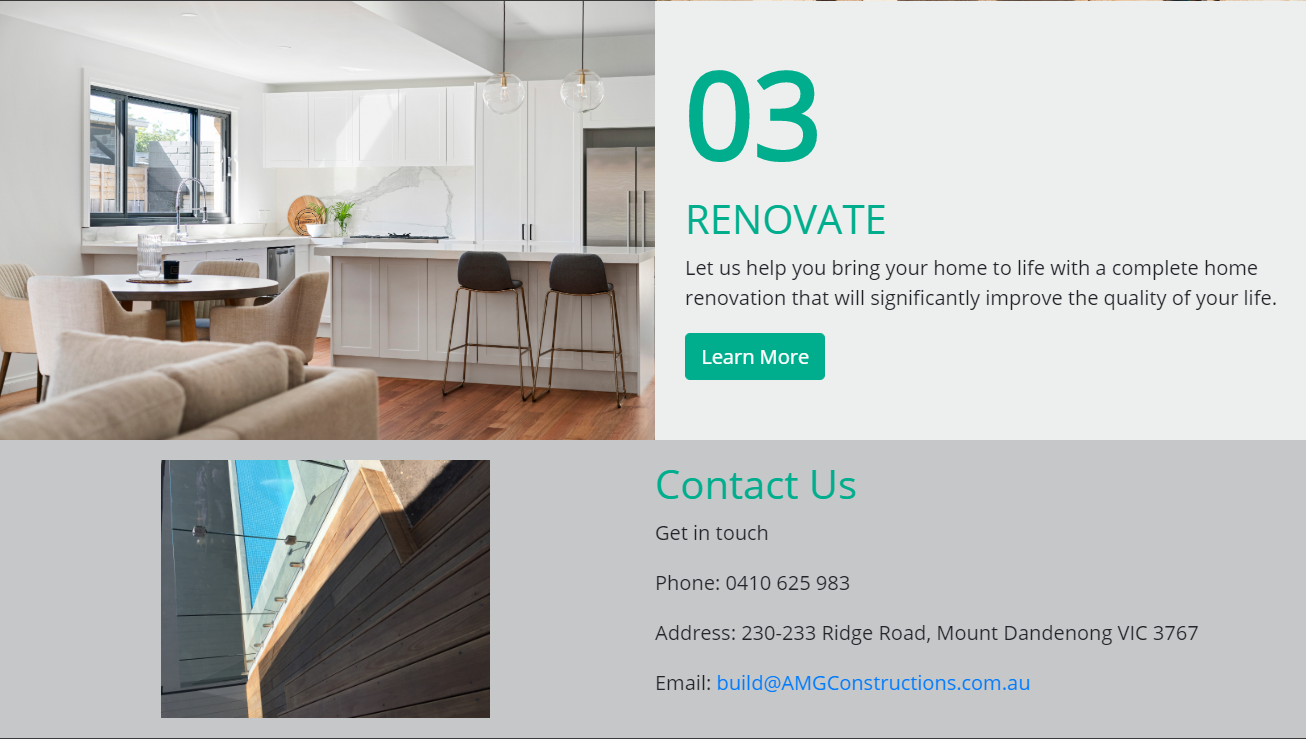 03
RENOVATE
Let us help you bring your home to life with a complete home
renovation that will significantly improve the quality of your life.
Learn More
Contact Us
Get in touch
Phone: 0410 625 983
Address: 230-233 Ridge Road, Mount Dandenong VIC 3767
Email: build@AMGConstructions.com.au